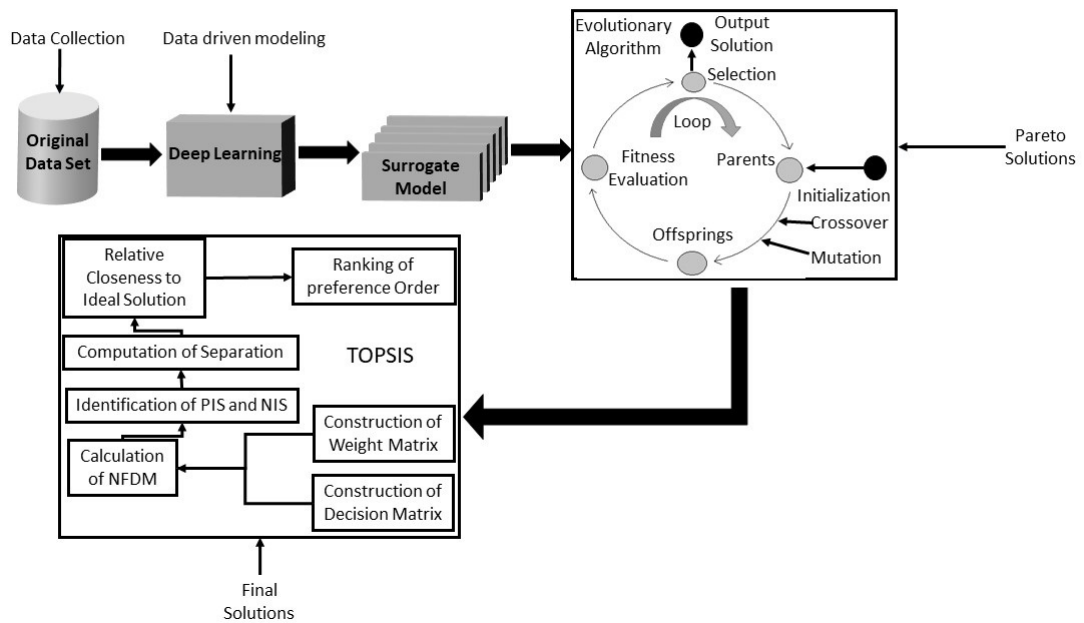 Data Collection
Data driven modeling
Original
Data Set
Deep Learning
Surrogate
Model
Evolutionary
Algorithm
Output
Solution
Selection
Loop
Fitness
Evaluation
Parents
Initialization
Crossover
Offsprings
Mutation
Pareto
Solutions
Relative
Closeness to
Ideal Solution
Ranking of
preference Order
Computation of Separation
TOPSIS
Identification of PIS and NIS
Construction of
Weight Matrix
Calculation
of NFDM
Construction of
Decision Matrix
Final
Solutions